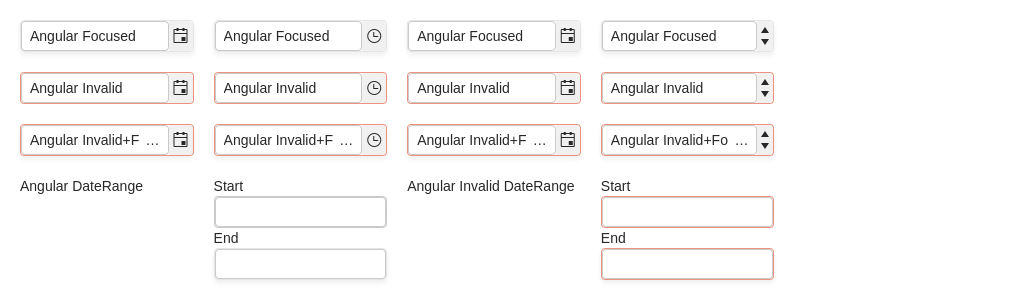 Angular Focused Angular Focused Angular Focused Angular Focused
Angular Invalid Angular Invalid Angular Invalid Angular Invalid
Angular Invalid+F ... Angular Invalid+F ... Angular Invalid+F ... Angular Invalid+Fo ...
Angular DateRange Start Angular Invalid DateRange Start
End End